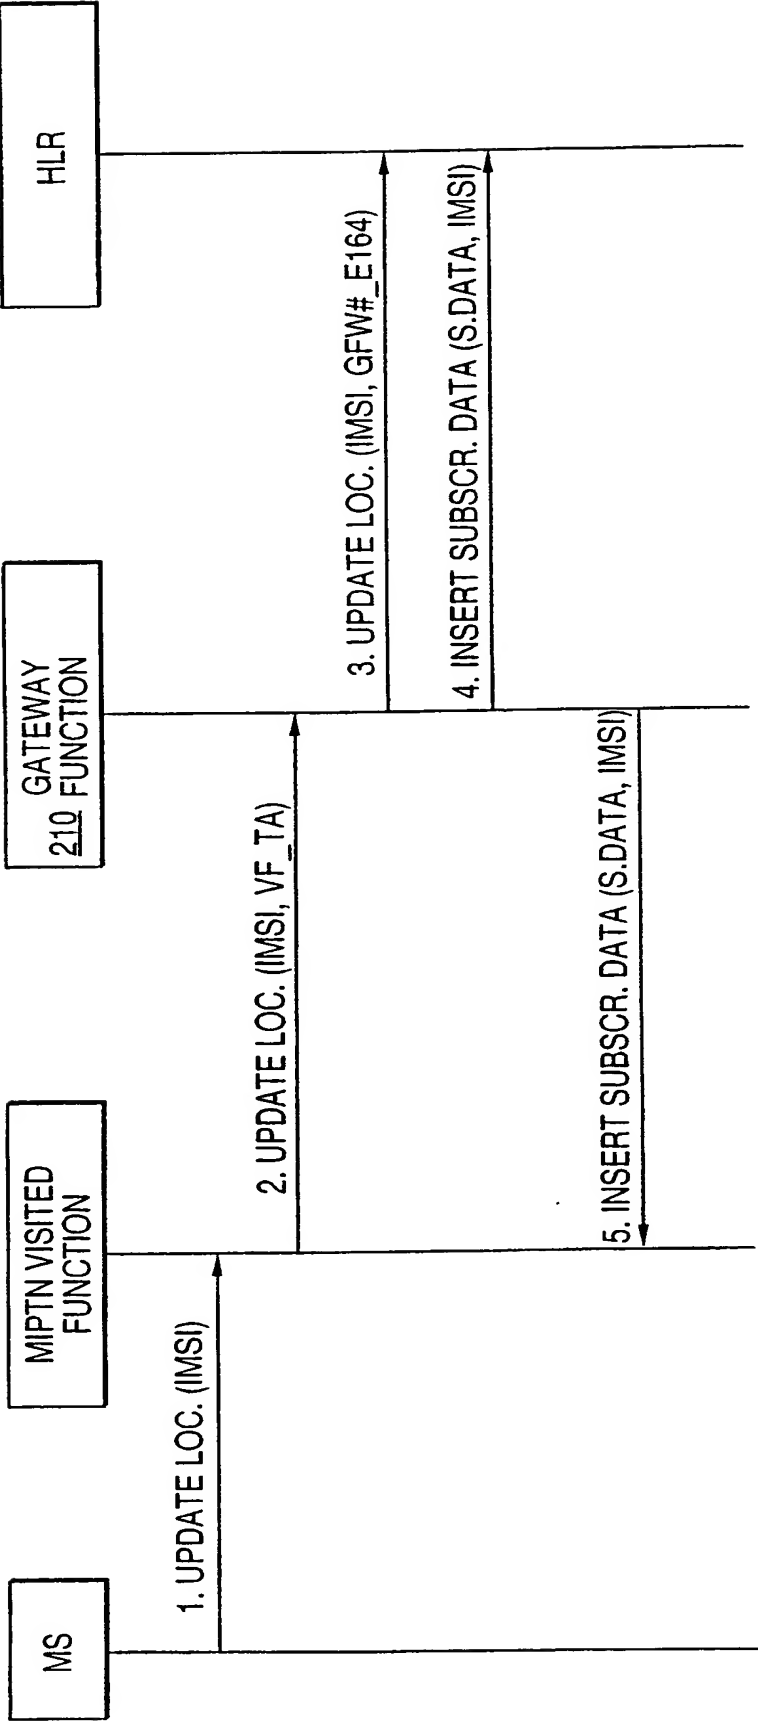 MS
MIPTN VISITED
FUNCTION
GATEWAY
210 FUNCTION
HLR
1. UPDATE LOC. (IMSI)
2. UPDATE LOC. (IMSI, VF_TA)
3. UPDATE LOC. (IMSI, GFW#_E164)
4. INSERT SUBSCR. DATA (S.DATA, IMSI)
5. INSERT SUBSCR. DATA (S.DATA, IMSI)